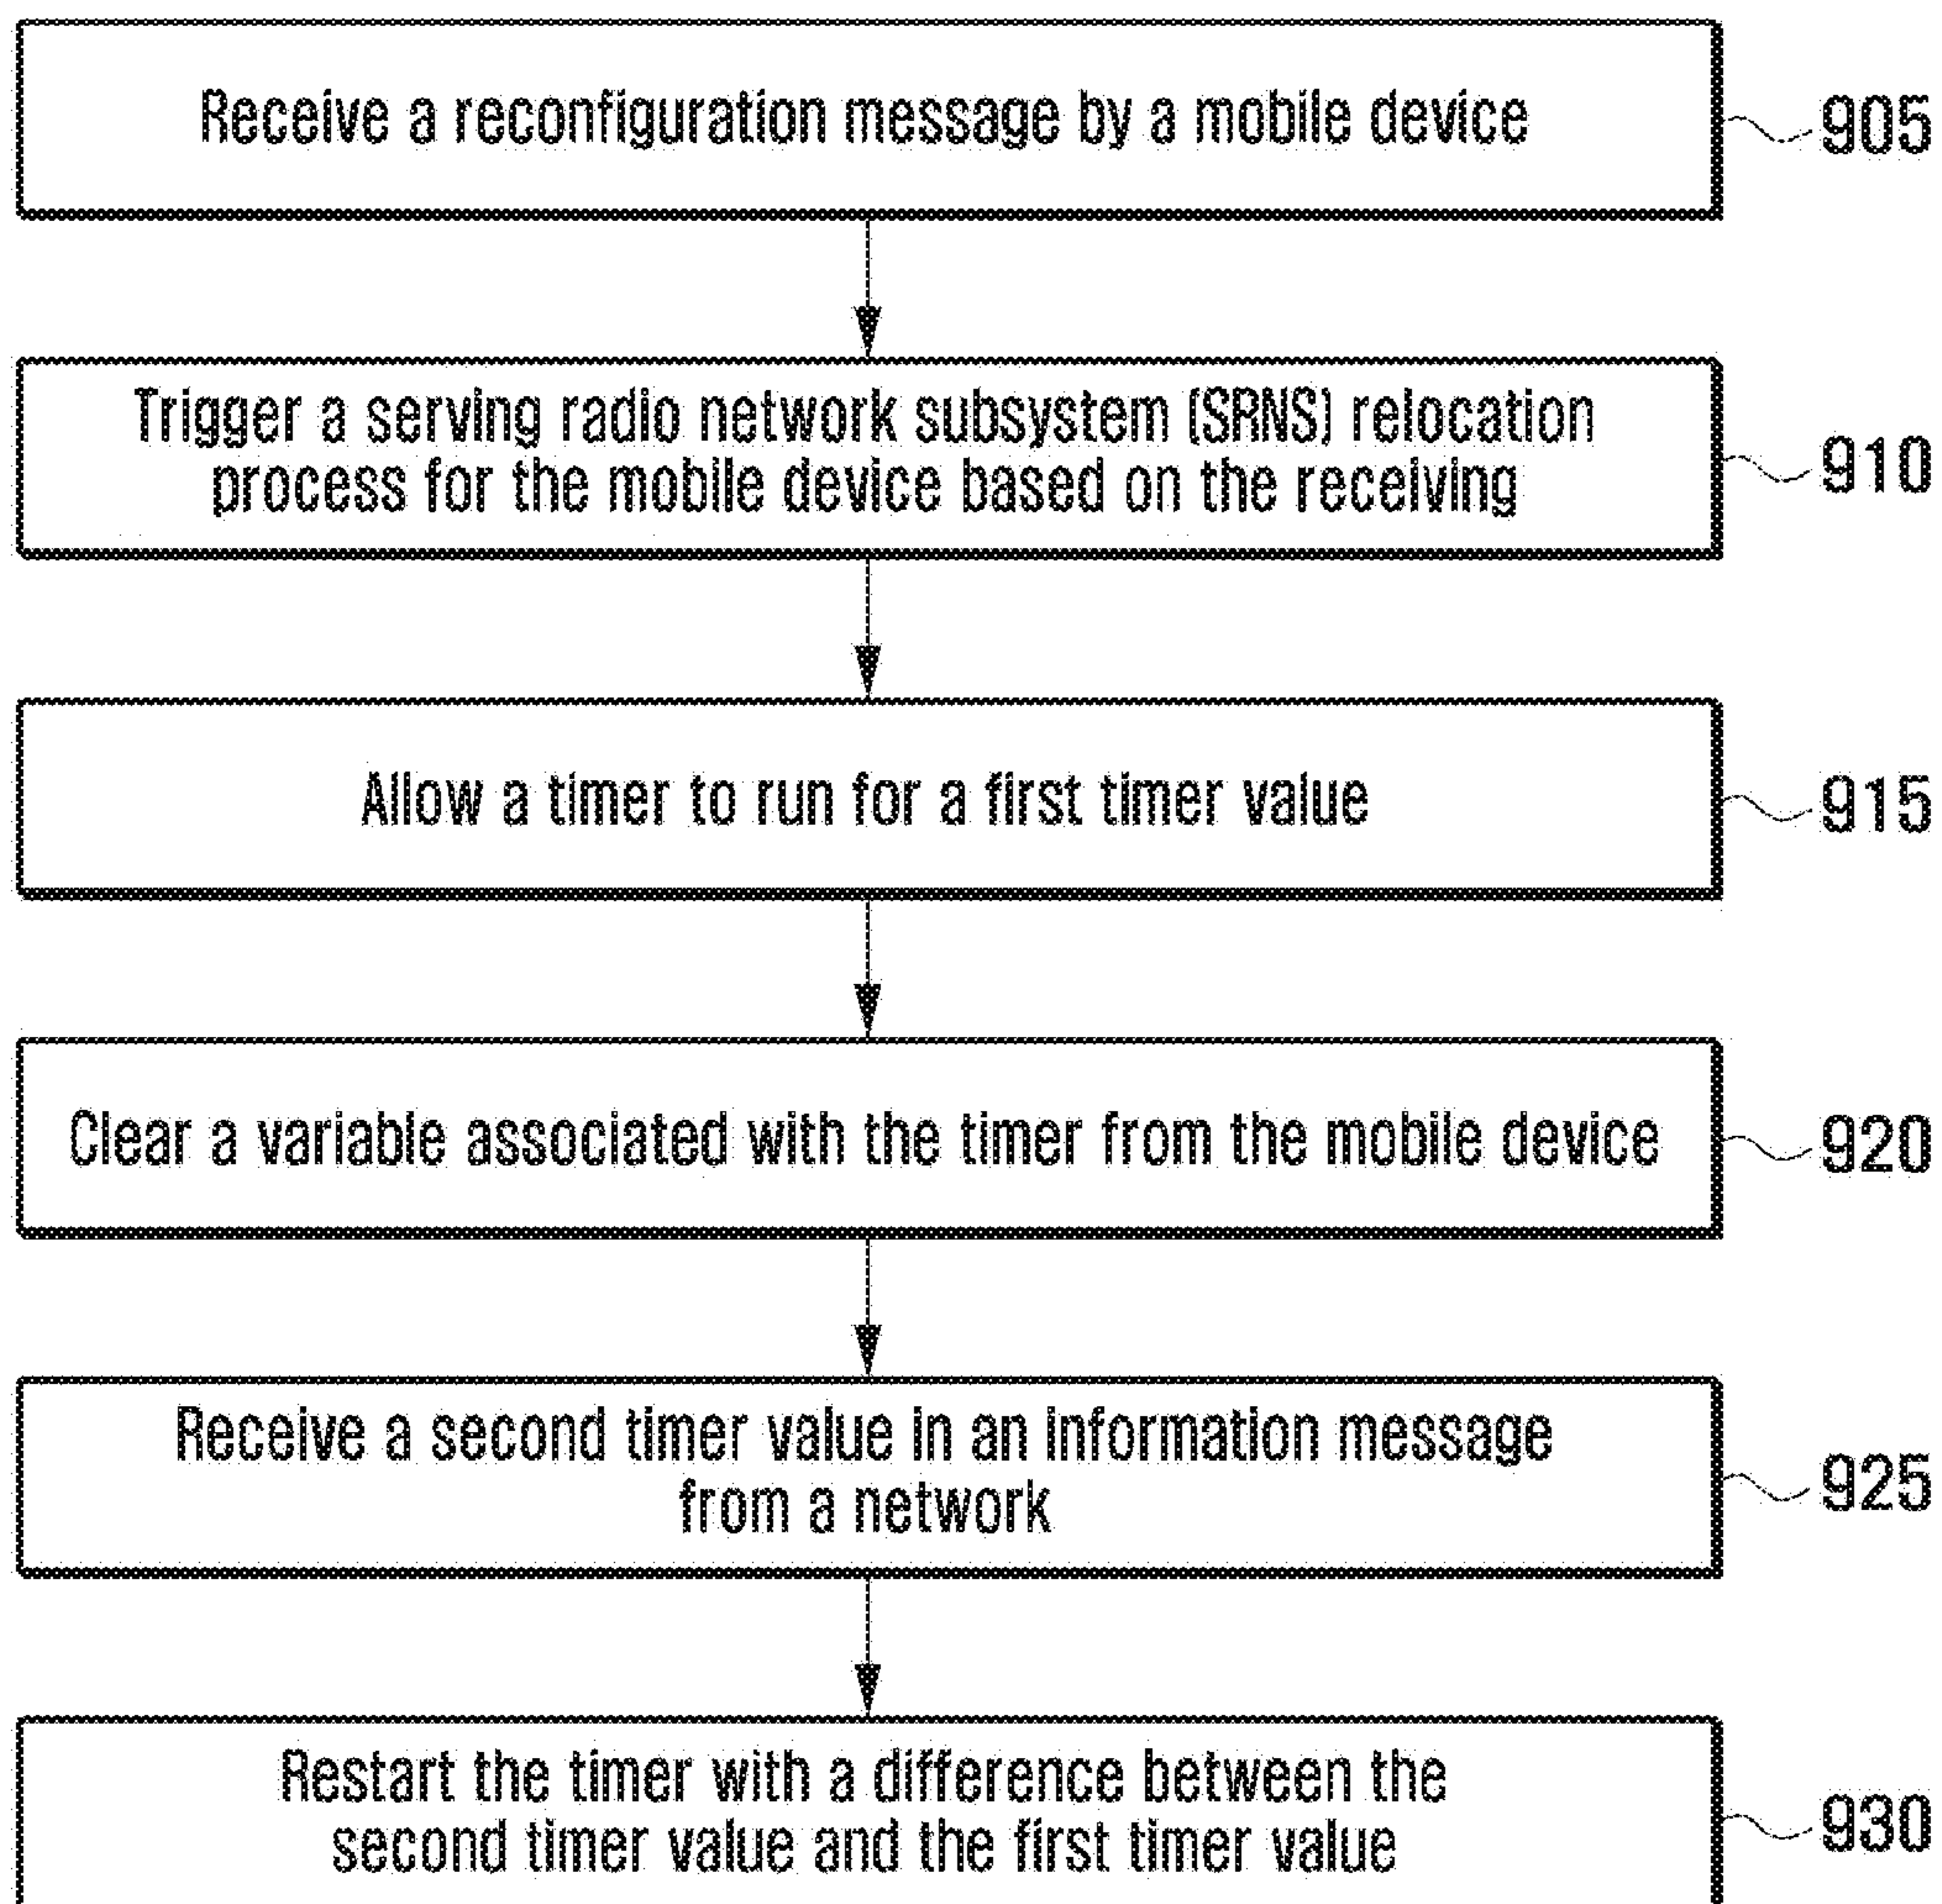 Receive a reconfiguration message by a mobile device
905
Trigger a serving radio network subsystem (SRNS) relocation
process for the mobile device based on the receiving
910
Allow a timer to run for a first timer value
915
Clear a variable associated with the timer from the mobile device
920
Receive a second timer value in an information message
from a network
925
Restart the timer with a difference between the
second timer value and the first timer value
930